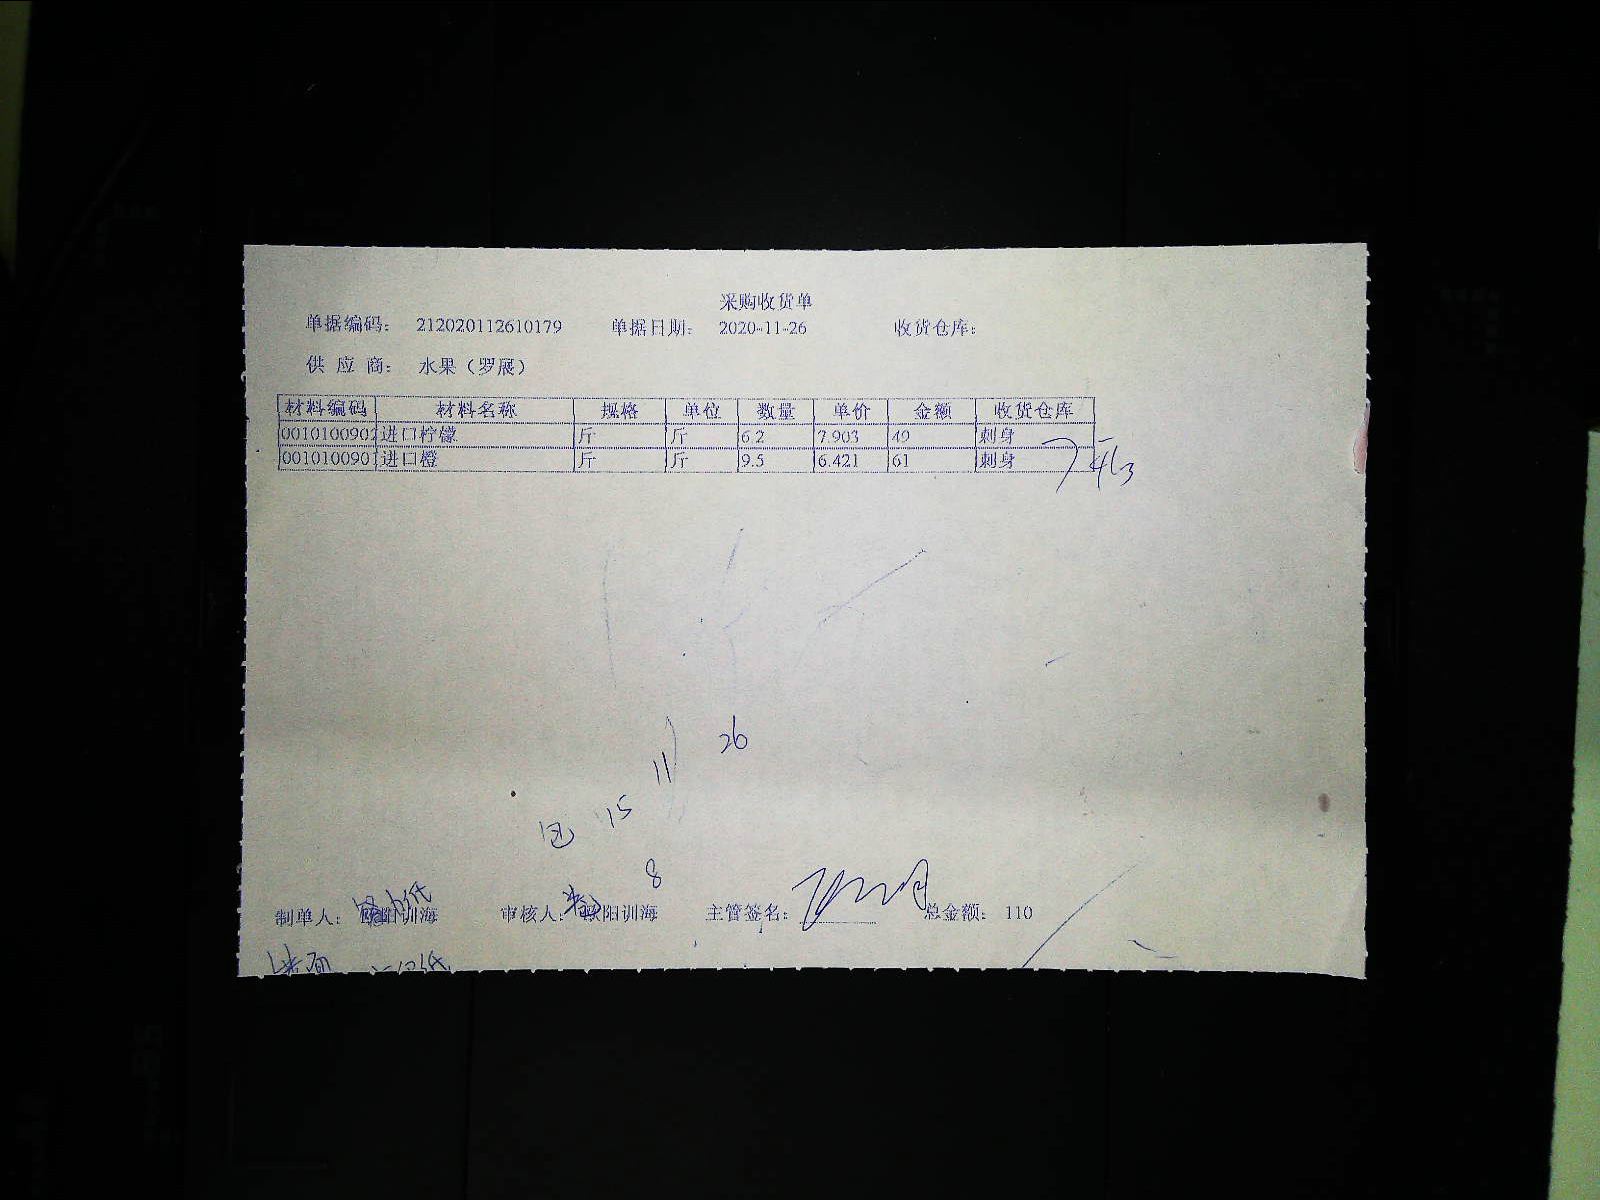 采购收货单
单据编码： 212020112610179 单据日期： 2020-11-26 收货仓库：
供 应 商： 水果（罗展）
材料编码 材料名称 规格 单位 数量 单价 金额 收货仓库
0010100902 进口柠檬 斤 斤 6.2 7.903 49 刺身
0010100901 进口橙 斤 斤 9.5 6.421 61 刺身
26
11
15
8
制单人： 欧阳训海 审核人： 欧阳训海 主管签名： 总金额： 110